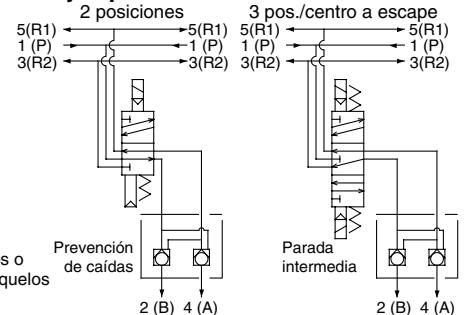 2 posiciones
3 pos./centro a escape
5(R1) 5(R1) 5(R1) 5(R1)
1 (P) 1 (P) 1 (P) 1 (P)
3(R2) 3(R2) 3(R2) 3(R2)
s o
quelos
Prevención
de caídas
Parada
intermedia
2 (B) 4 (A)
2 (B) 4 (A)